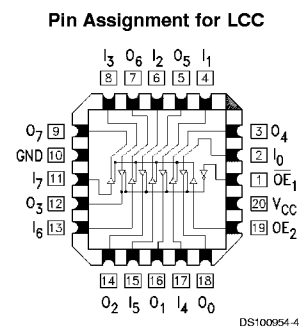 Pin Assignment for LCC
I3 O6 I2 O5 I1
8 7 6 5 4
O7 9
GND 10
I7 11
O3 12
I6 13
3 O4
2 I0
1 O̅E̅1
20 VCC
19 OE2
14 15 16 17 18
O2 I5 O1 I4 O0
DS100954-4